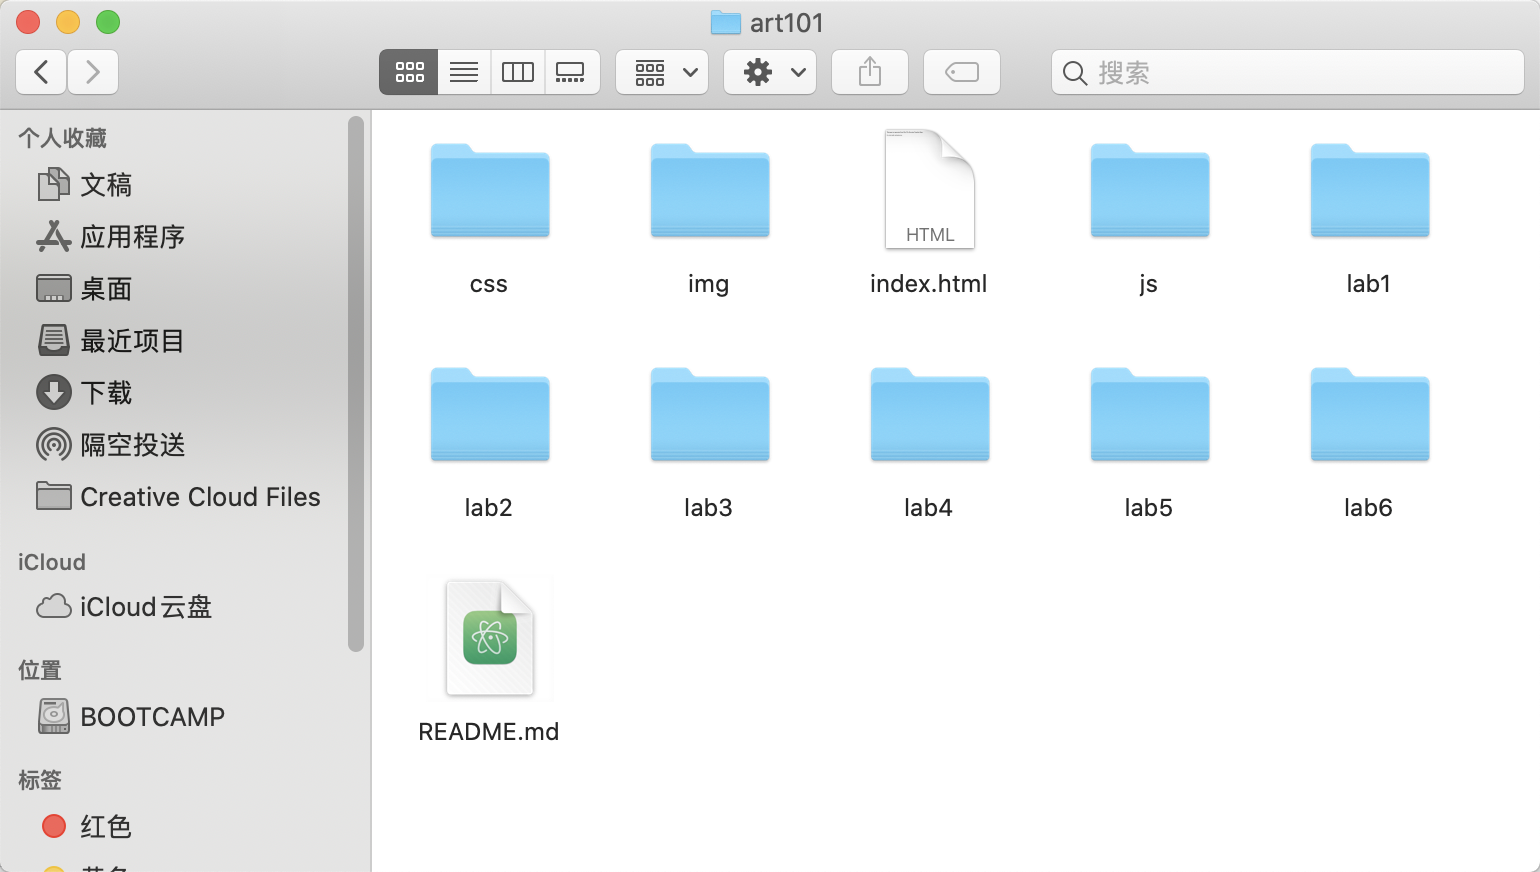 art101
搜索
个人收藏
文稿
应用程序
桌面
最近项目
下载
隔空投送
Creative Cloud Files
iCloud
iCloud云盘
位置
BOOTCAMP
标签
红色
css
img
HTML
index.html
js
lab1
lab2
lab3
lab4
lab5
lab6
README.md